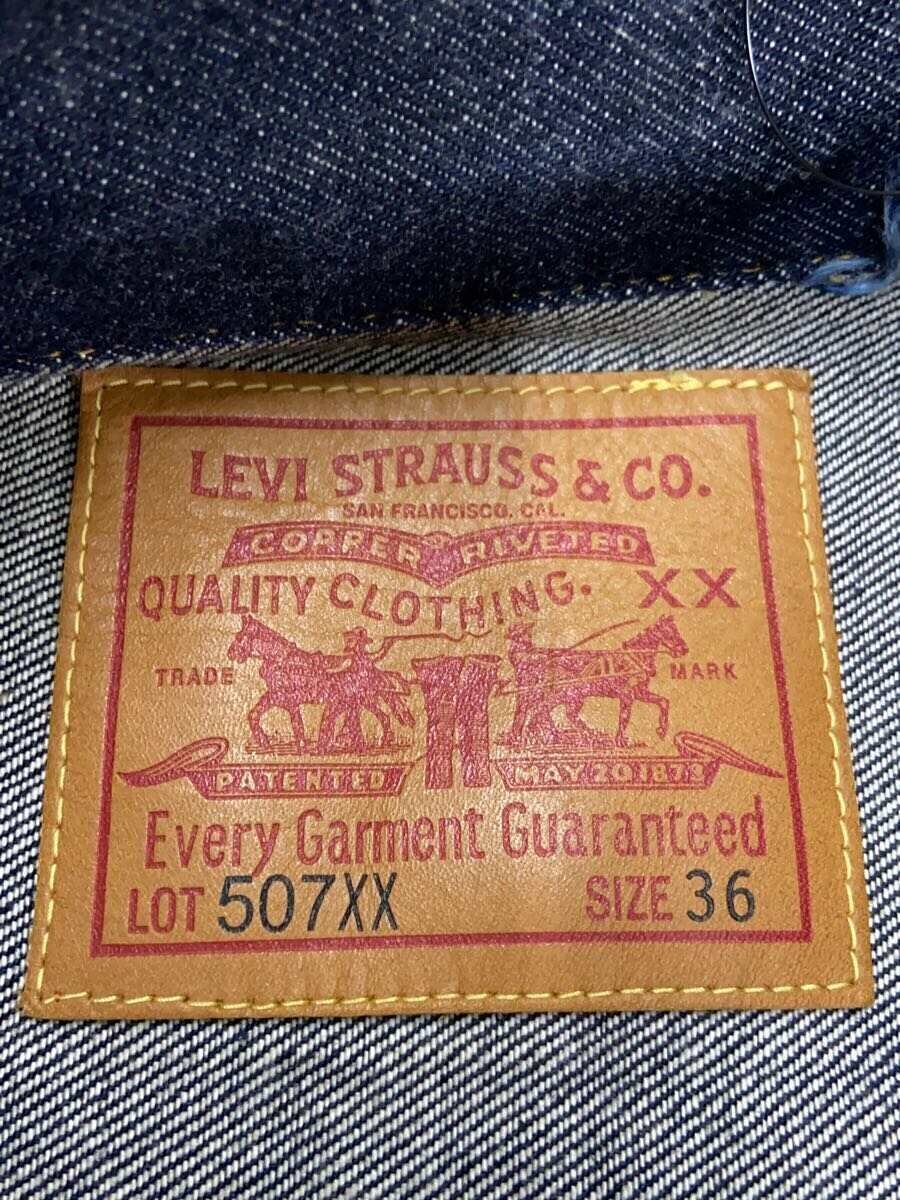 LEVI STRAUSS & CO.
SAN FRANCISCO, CAL.
COPPER RIVETED
QUALITY CLOTHING. XX
TRADE MARK
PATENTED MAY 20 1873
Every Garment Guaranteed
LOT 507XX SIZE 36